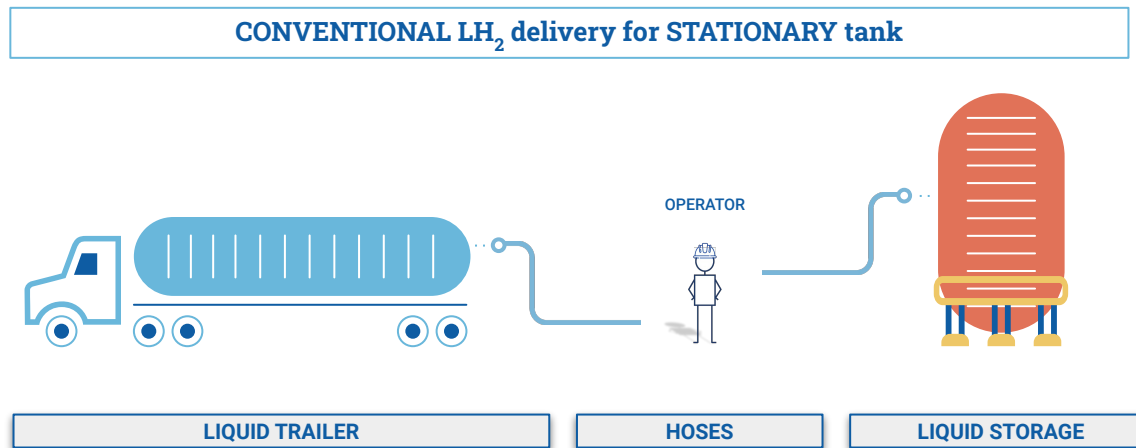 CONVENTIONAL LH₂ delivery for STATIONARY tank
OPERATOR
LIQUID TRAILER
HOSES
LIQUID STORAGE